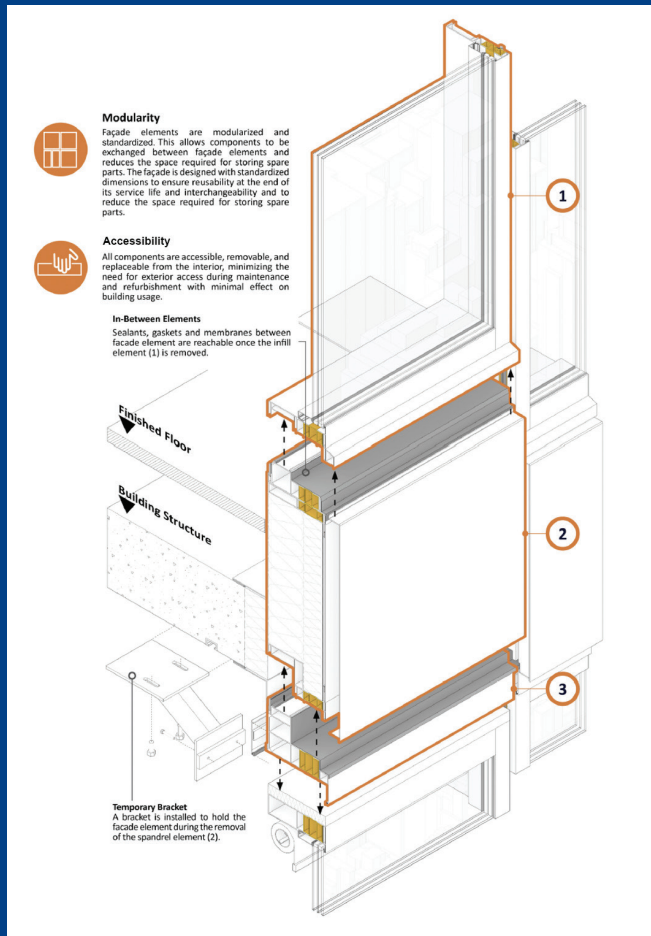 Modularity
Façade elements are modularized and
standardized. This allows components to be
exchanged between façade elements and
reduces the space required for storing spare
parts. The façade is designed with standardized
dimensions to ensure reusability at the end of
its service life and interchangeability and to
reduce the space required for storing spare
parts.
Accessibility
All components are accessible, removable, and
replaceable from the interior, minimizing the
need for exterior access during maintenance
and refurbishment with minimal effect on
building usage.
In-Between Elements
Sealants, gaskets and membranes between
facade element are reachable once the infill
element (1) is removed.
1
Finished Floor
Building Structure
2
3
Temporary Bracket
A bracket is installed to hold the
facade element during the removal
of the spandrel element (2).